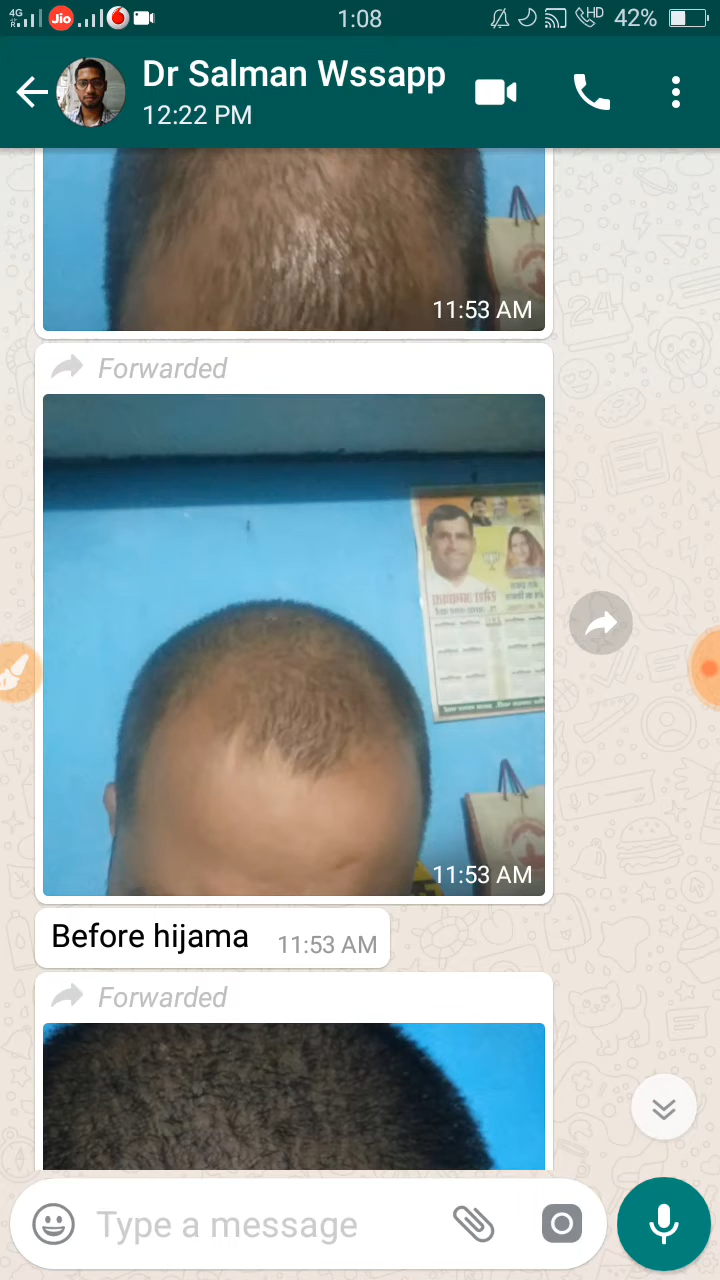 4G
R
Jio
1:08
HD
42%
Dr Salman Wssapp
12:22 PM
11:53 AM
Forwarded
11:53 AM
Before hijama 11:53 AM
Forwarded
Type a message